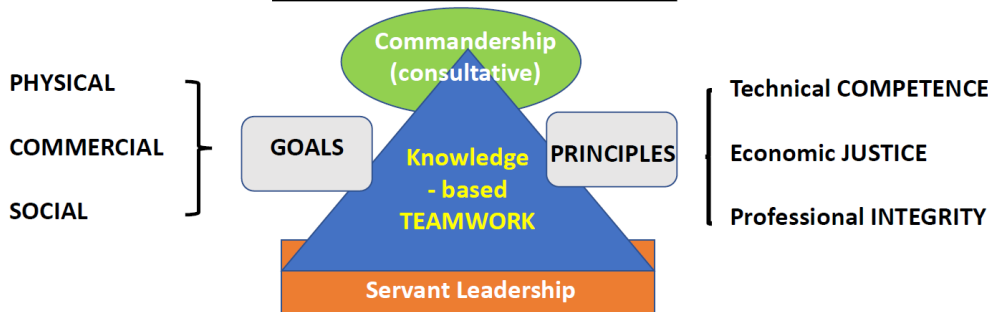 Commandership
(consultative)
PHYSICAL
COMMERCIAL
SOCIAL
GOALS
Knowledge
- based
TEAMWORK
PRINCIPLES
Technical COMPETENCE
Economic JUSTICE
Professional INTEGRITY
Servant Leadership